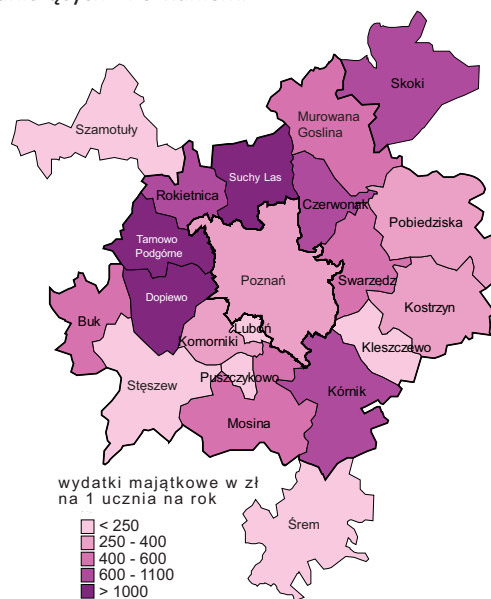 Szamotuły
Skoki
Murowana
Goslina
Suchy Las
Rokietnica
Czerwonak
Pobiedziska
Tarnowo
Podgórne
Poznań
Swarzędz
Dopiewo
Kostrzyn
Buk
Luboń
Komorniki
Kleszczewo
Stęszew
Puszczykowo
Kórnik
Mosina
Śrem
wydatki majątkowe w zł
na 1 ucznia na rok
< 250
250 - 400
400 - 600
600 - 1100
> 1000